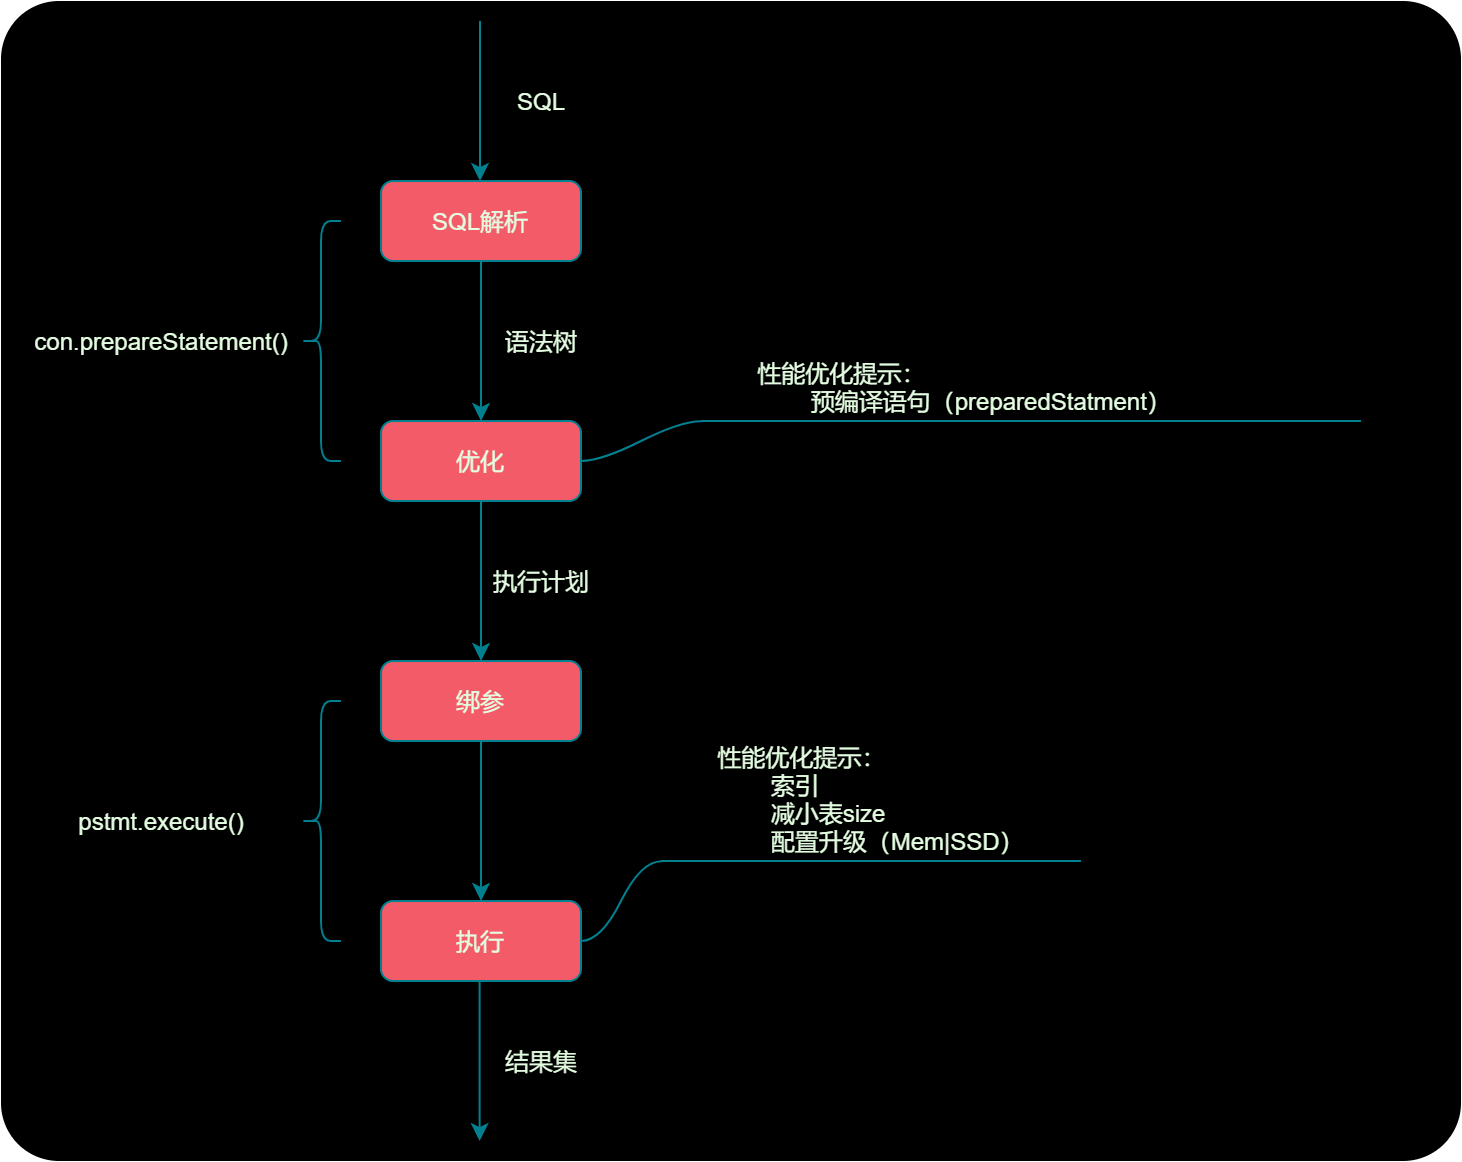 SQL
SQL解析
con.prepareStatement()
语法树
性能优化提示：
预编译语句（preparedStatment）
优化
执行计划
绑参
性能优化提示：
索引
减小表size
配置升级（Mem|SSD）
pstmt.execute()
执行
结果集